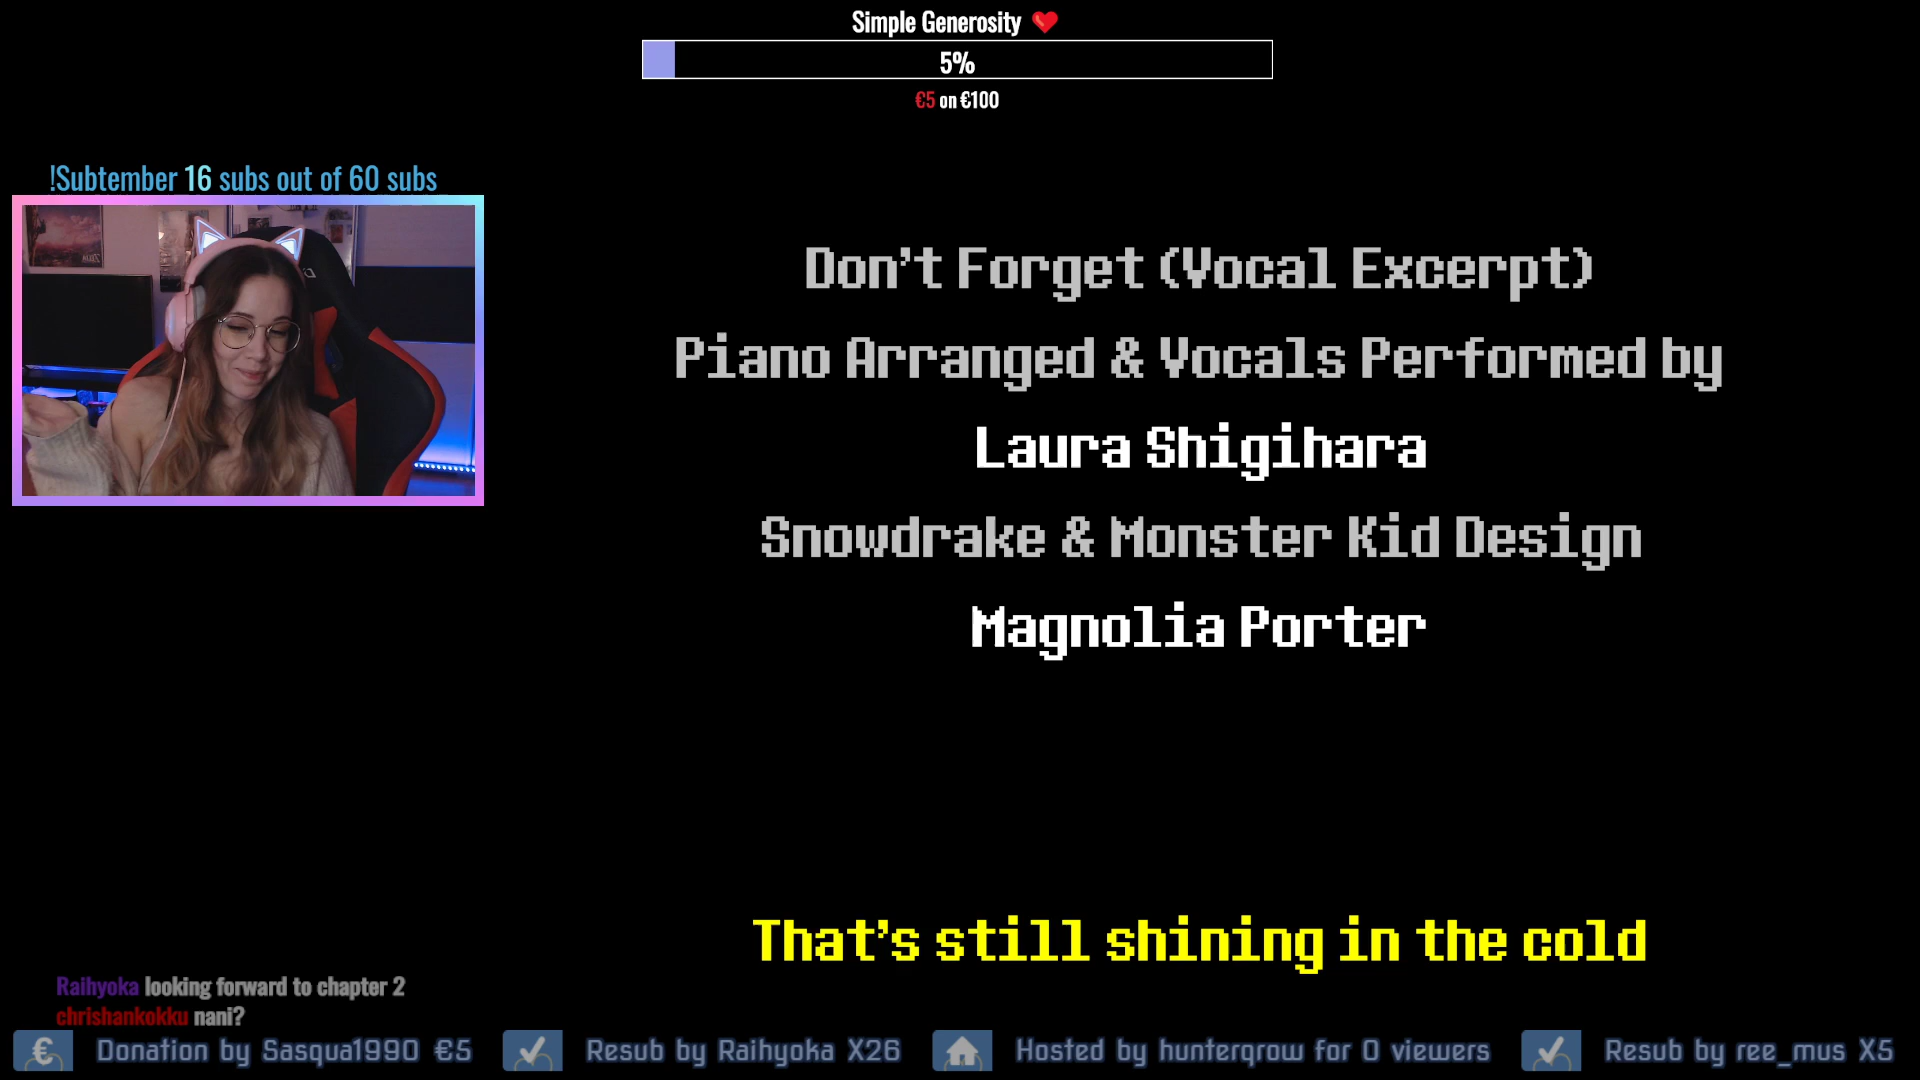 Simple Generosity
5%
€5 on €100
!Subtember 16 subs out of 60 subs
Don't Forget (Vocal Excerpt)
Piano Arranged & Vocals Performed by
Laura Shigihara
Snowdrake & Monster Kid Design
Magnolia Porter
That's still shining in the cold
Raihyoka looking forward to chapter 2
chrishankokku nani?
Donation by Sasqua1990 €5 Resub by Raihyoka X26 Hosted by hunterqrow for 0 viewers Resub by ree_mus X5